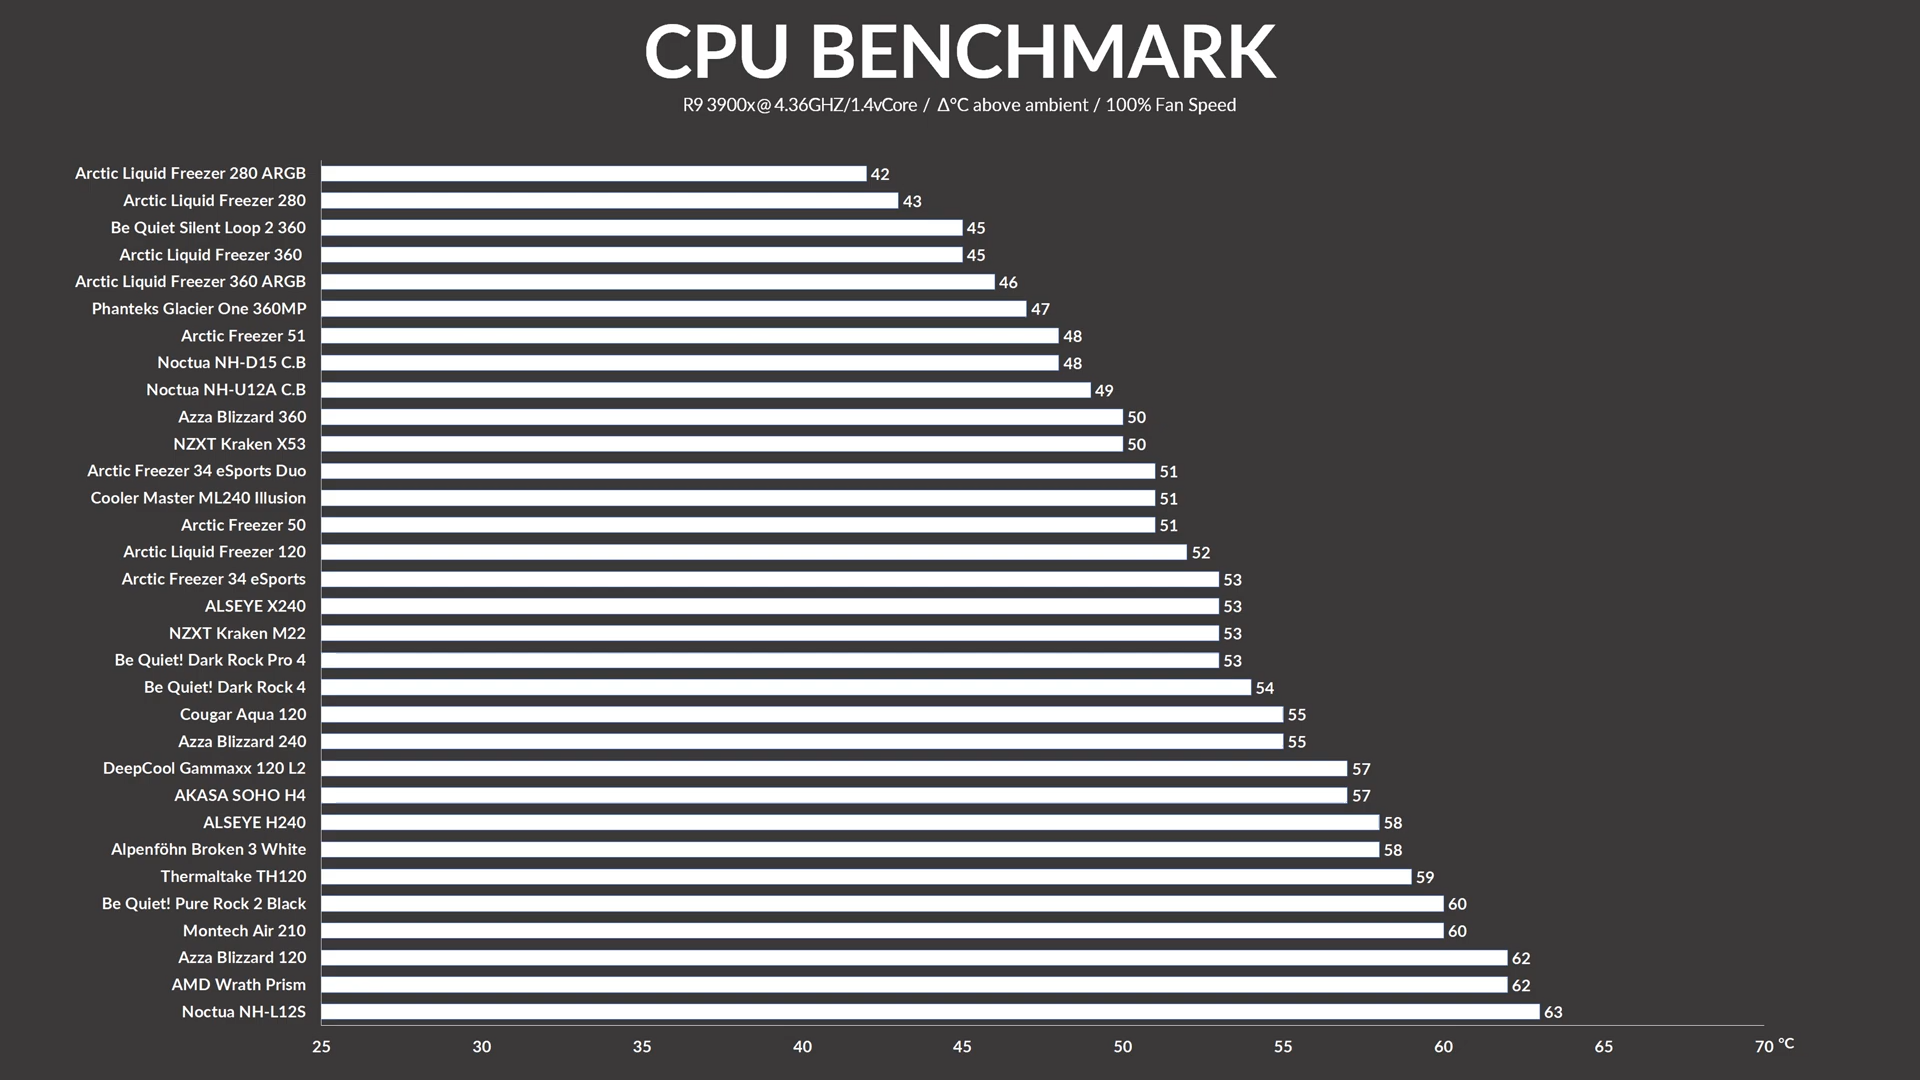 CPU BENCHMARK
R9 3900x@4.36GHZ/1.4vCore / Δ°C above ambient / 100% Fan Speed
Arctic Liquid Freezer 280 ARGB 42
Arctic Liquid Freezer 280 43
Be Quiet Silent Loop 2 360 45
Arctic Liquid Freezer 360 45
Arctic Liquid Freezer 360 ARGB 46
Phanteks Glacier One 360MP 47
Arctic Freezer 51 48
Noctua NH-D15 C.B 48
Noctua NH-U12A C.B 49
Azza Blizzard 360 50
NZXT Kraken X53 50
Arctic Freezer 34 eSports Duo 51
Cooler Master ML240 Illusion 51
Arctic Freezer 50 51
Arctic Liquid Freezer 120 52
Arctic Freezer 34 eSports 53
ALSEYE X240 53
NZXT Kraken M22 53
Be Quiet! Dark Rock Pro 4 53
Be Quiet! Dark Rock 4 54
Cougar Aqua 120 55
Azza Blizzard 240 55
DeepCool Gammaxx 120 L2 57
AKASA SOHO H4 57
ALSEYE H240 58
Alpenföhn Broken 3 White 58
Thermaltake TH120 59
Be Quiet! Pure Rock 2 Black 60
Montech Air 210 60
Azza Blizzard 120 62
AMD Wrath Prism 62
Noctua NH-L12S 63
25 30 35 40 45 50 55 60 65 70 °C